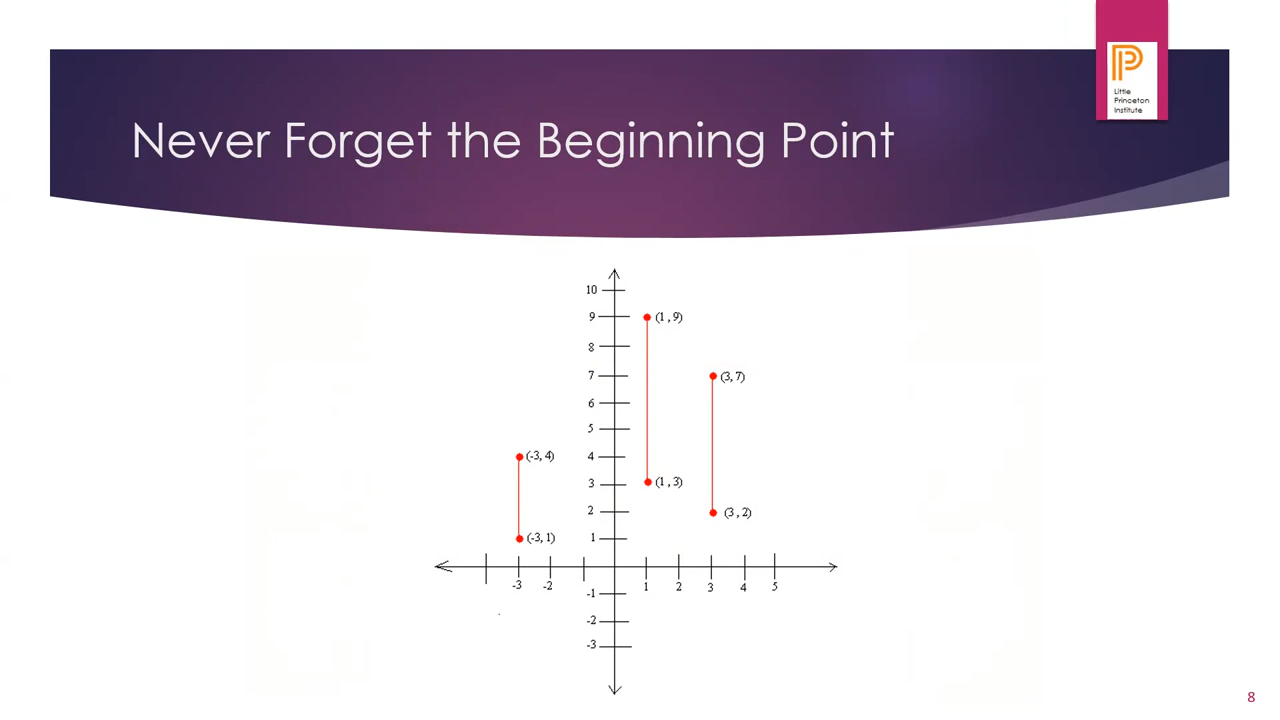 Little
Princeton
Institute
Never Forget the Beginning Point
10
9
(1 , 9)
8
7
(3, 7)
6
5
(-3, 4)
4
3
(1 , 3)
2
(3 , 2)
(-3, 1)
1
-3 -2 1 2 3 4 5
-1
-2
-3
8